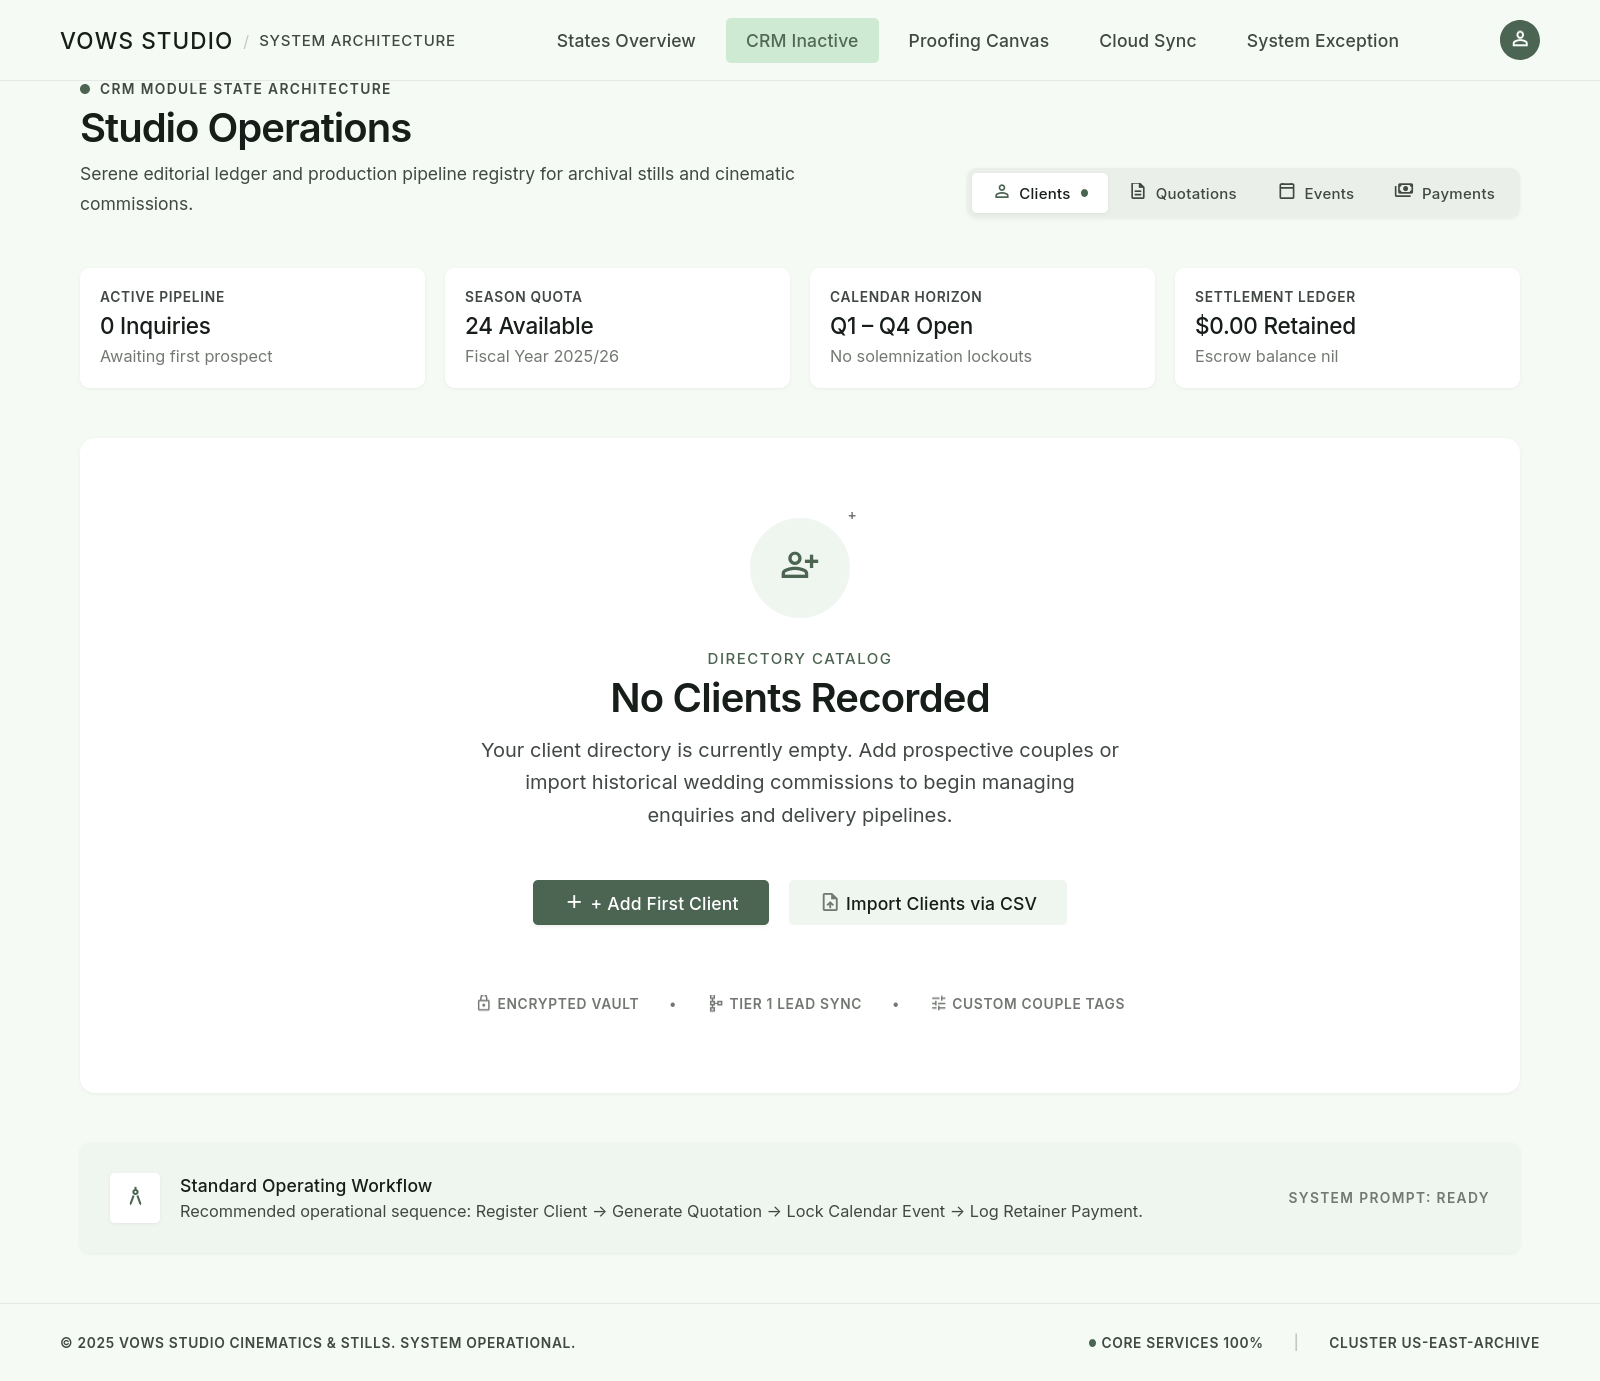 VOWS STUDIO / SYSTEM ARCHITECTURE
States Overview
CRM Inactive
Proofing Canvas
Cloud Sync
System Exception
CRM MODULE STATE ARCHITECTURE
Studio Operations
Serene editorial ledger and production pipeline registry for archival stills and cinematic
commissions.
Clients
Quotations
Events
Payments
ACTIVE PIPELINE
0 Inquiries
Awaiting first prospect
SEASON QUOTA
24 Available
Fiscal Year 2025/26
CALENDAR HORIZON
Q1 – Q4 Open
No solemnization lockouts
SETTLEMENT LEDGER
$0.00 Retained
Escrow balance nil
+
DIRECTORY CATALOG
No Clients Recorded
Your client directory is currently empty. Add prospective couples or
import historical wedding commissions to begin managing
enquiries and delivery pipelines.
+ Add First Client
Import Clients via CSV
ENCRYPTED VAULT • TIER 1 LEAD SYNC • CUSTOM COUPLE TAGS
Standard Operating Workflow
Recommended operational sequence: Register Client → Generate Quotation → Lock Calendar Event → Log Retainer Payment.
SYSTEM PROMPT: READY
© 2025 VOWS STUDIO CINEMATICS & STILLS. SYSTEM OPERATIONAL.
CORE SERVICES 100% | CLUSTER US-EAST-ARCHIVE